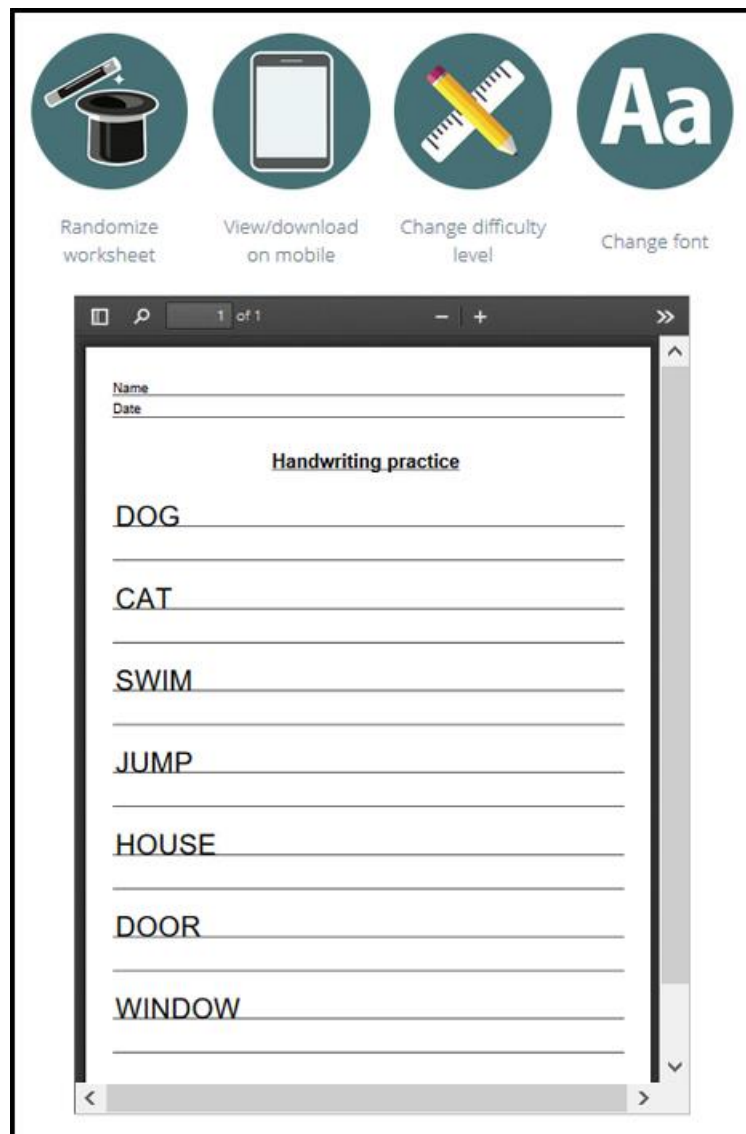 Aa
Randomize
worksheet
View/download
on mobile
Change difficulty
level
Change font
1 of 1
Name
Date
Handwriting practice
DOG
CAT
SWIM
JUMP
HOUSE
DOOR
WINDOW